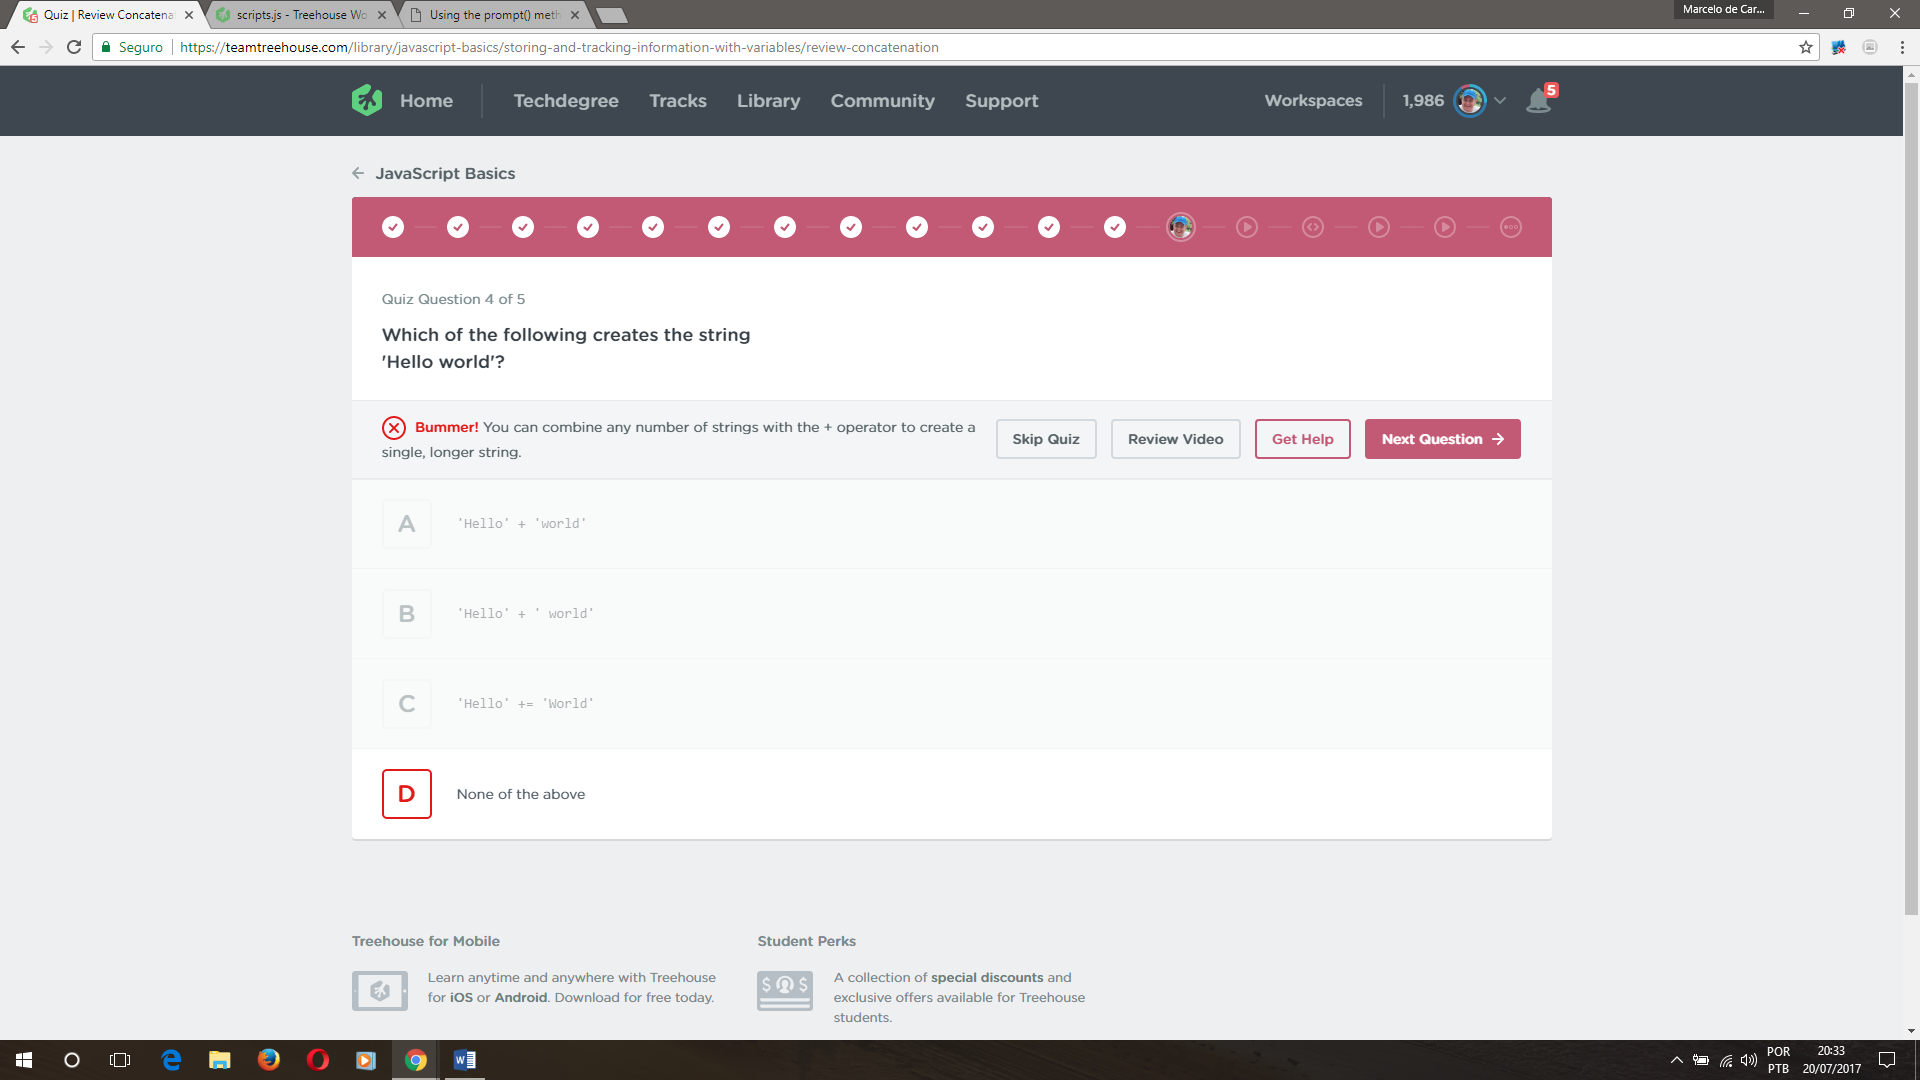 Quiz | Review Concatena
scripts.js - Treehouse Wo
Using the prompt() meth
Marcelo de Car...
Seguro
https://teamtreehouse.com/library/javascript-basics/storing-and-tracking-information-with-variables/review-concatenation
Home
Techdegree
Tracks
Library
Community
Support
Workspaces
1,986
5
JavaScript Basics
Quiz Question 4 of 5
Which of the following creates the string
'Hello world'?
Bummer! You can combine any number of strings with the + operator to create a
single, longer string.
Skip Quiz
Review Video
Get Help
Next Question
A
'Hello' + 'world'
B
'Hello' + ' world'
C
'Hello' += 'World'
D
None of the above
Treehouse for Mobile
Learn anytime and anywhere with Treehouse
for iOS or Android. Download for free today.
Student Perks
A collection of special discounts and
exclusive offers available for Treehouse
students.
POR
PTB
20:33
20/07/2017